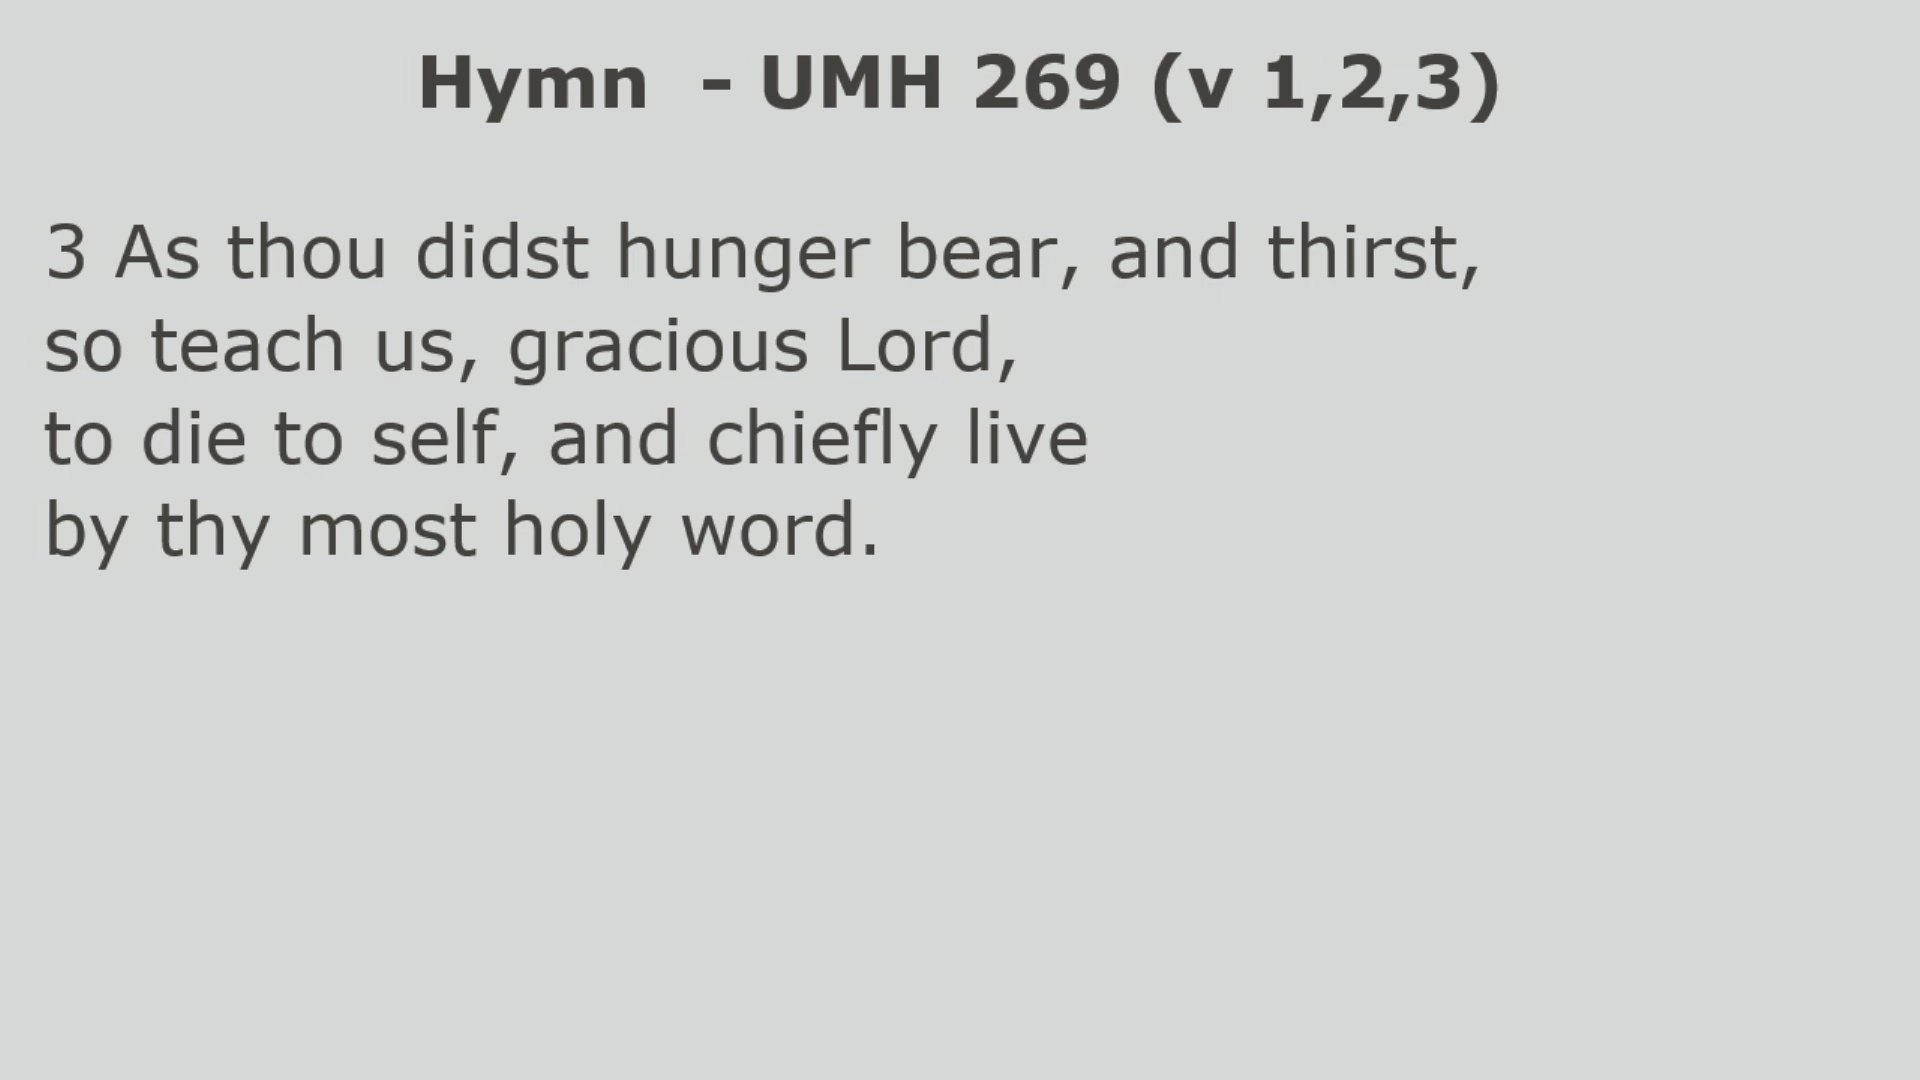 Hymn - UMH 269 (v 1,2,3)
3 As thou didst hunger bear, and thirst,
so teach us, gracious Lord,
to die to self, and chiefly live
by thy most holy word.